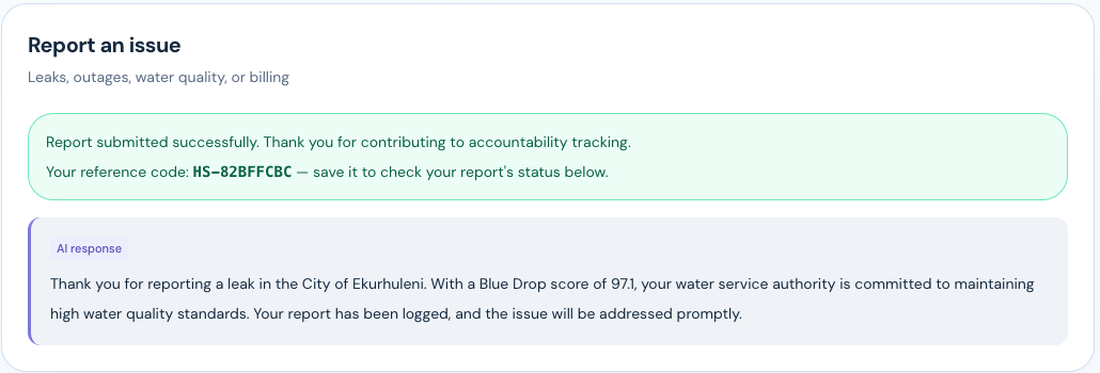 Report an issue
Leaks, outages, water quality, or billing
Report submitted successfully. Thank you for contributing to accountability tracking.
Your reference code: HS-82BFFCBC — save it to check your report's status below.
AI response
Thank you for reporting a leak in the City of Ekurhuleni. With a Blue Drop score of 97.1, your water service authority is committed to maintaining
high water quality standards. Your report has been logged, and the issue will be addressed promptly.